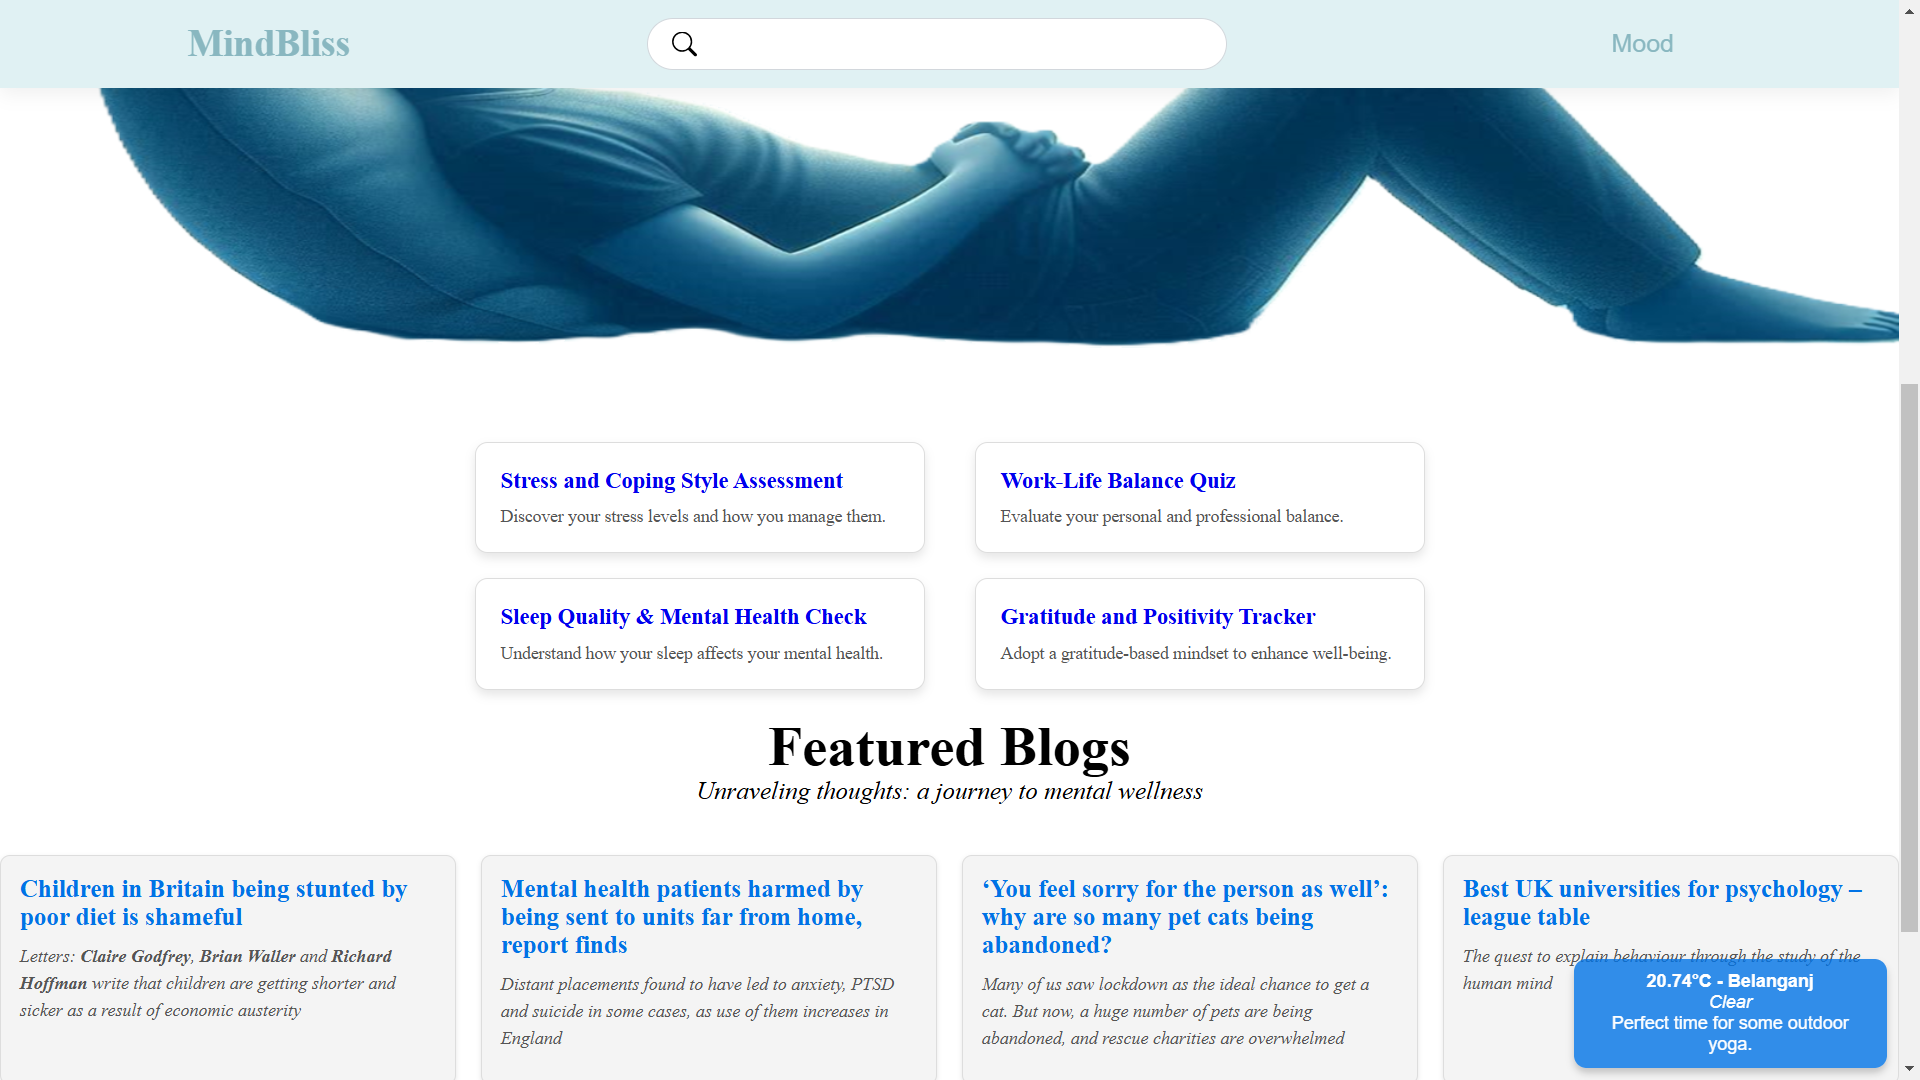 MindBliss
Mood
Stress and Coping Style Assessment
Discover your stress levels and how you manage them.
Work-Life Balance Quiz
Evaluate your personal and professional balance.
Sleep Quality & Mental Health Check
Understand how your sleep affects your mental health.
Gratitude and Positivity Tracker
Adopt a gratitude-based mindset to enhance well-being.
Featured Blogs
Unraveling thoughts: a journey to mental wellness
Children in Britain being stunted by
poor diet is shameful
Letters: Claire Godfrey, Brian Waller and Richard
Hoffman write that children are getting shorter and
sicker as a result of economic austerity
Mental health patients harmed by
being sent to units far from home,
report finds
Distant placements found to have led to anxiety, PTSD
and suicide in some cases, as use of them increases in
England
‘You feel sorry for the person as well’:
why are so many pet cats being
abandoned?
Many of us saw lockdown as the ideal chance to get a
cat. But now, a huge number of pets are being
abandoned, and rescue charities are overwhelmed
Best UK universities for psychology –
league table
The quest to explain behaviour through the study of the
human mind
20.74°C - Belanganj
Clear
Perfect time for some outdoor
yoga.